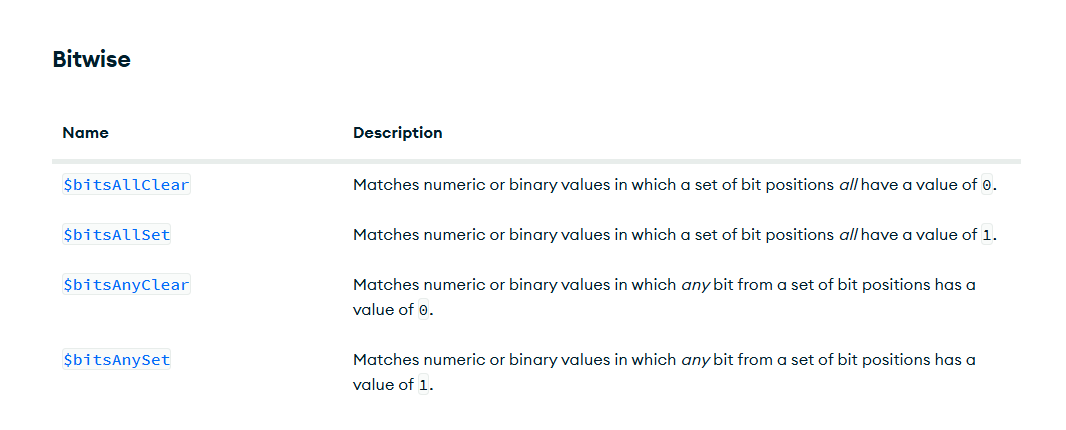 Bitwise
Name Description
$bitsAllClear Matches numeric or binary values in which a set of bit positions all have a value of 0.
$bitsAllSet Matches numeric or binary values in which a set of bit positions all have a value of 1.
$bitsAnyClear Matches numeric or binary values in which any bit from a set of bit positions has a
value of 0.
$bitsAnySet Matches numeric or binary values in which any bit from a set of bit positions has a
value of 1.